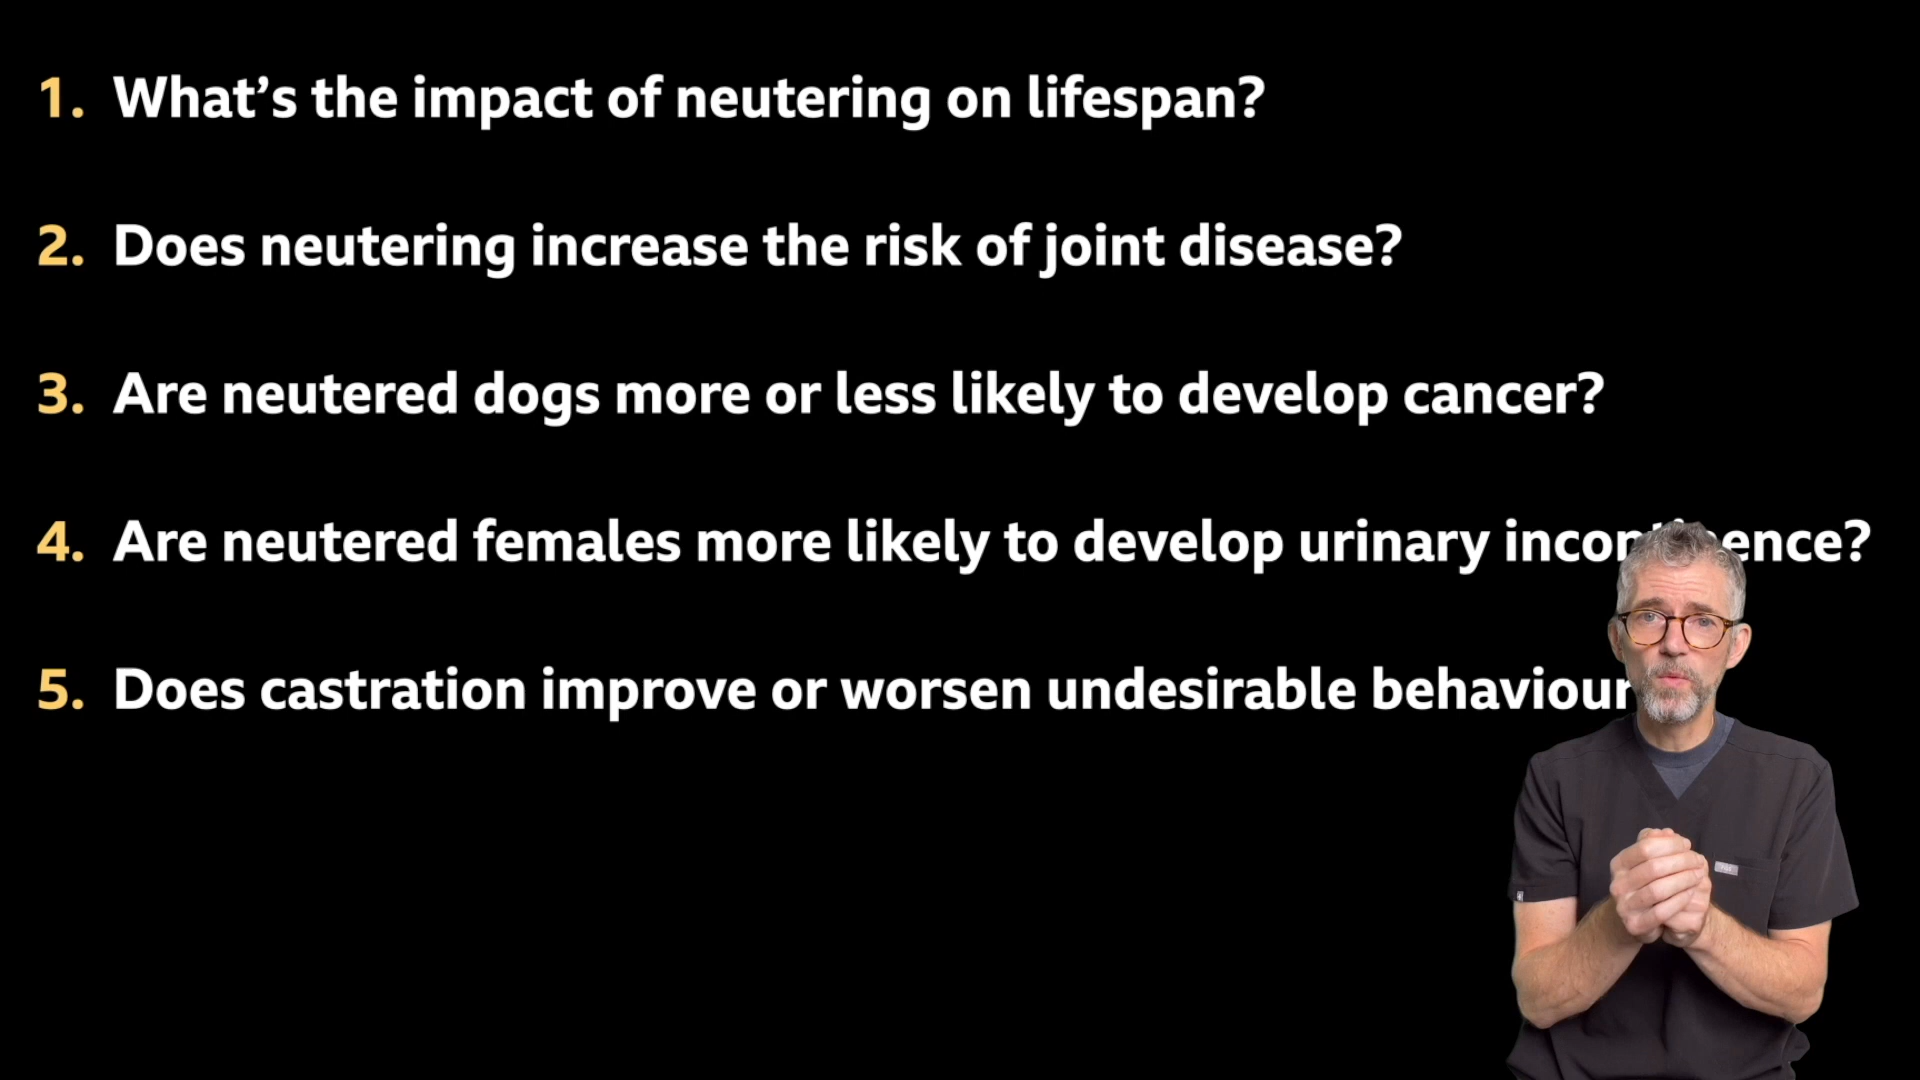 1. What's the impact of neutering on lifespan?
2. Does neutering increase the risk of joint disease?
3. Are neutered dogs more or less likely to develop cancer?
4. Are neutered females more likely to develop urinary incontinence?
5. Does castration improve or worsen undesirable behaviour